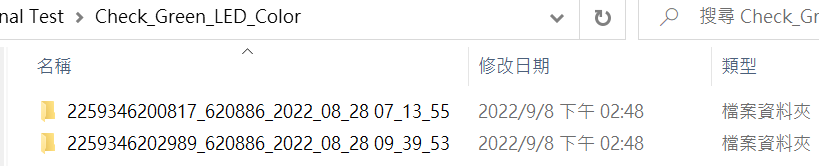 nal Test > Check_Green_LED_Color 搜尋 Check_Gr
名稱 修改日期 類型
2259346200817_620886_2022_08_28 07_13_55 2022/9/8 下午 02:48 檔案資料夾
2259346202989_620886_2022_08_28 09_39_53 2022/9/8 下午 02:48 檔案資料夾